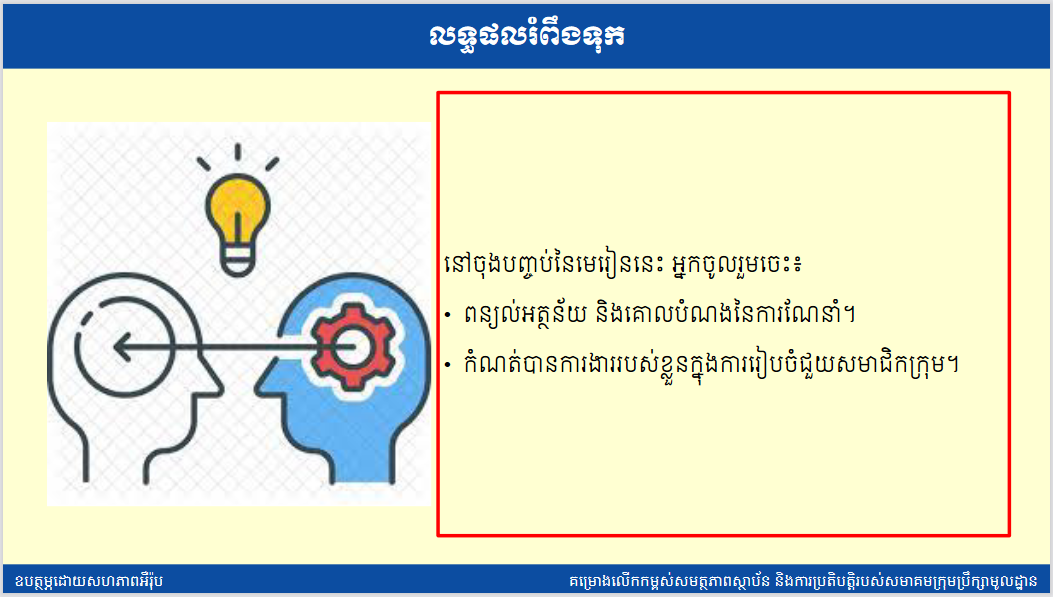 លទ្ធផលរំពឹងទុក
នៅចុងបញ្ចប់នៃមេរៀននេះ អ្នកចូលរួមចេះ៖
• ពន្យល់អត្ថន័យ និងគោលបំណងនៃការណែនាំ។
• កំណត់បានការងាររបស់ខ្លួនក្នុងការរៀបចំជួយសមាជិកក្រុម។
ឧបត្ថម្ភដោយសហភាពអឺរ៉ុប
គម្រោងលើកកម្ពស់សមត្ថភាពស្ថាប័ន និងការប្រតិបត្តិរបស់សមាគមក្រុមប្រឹក្សាមូលដ្ឋាន